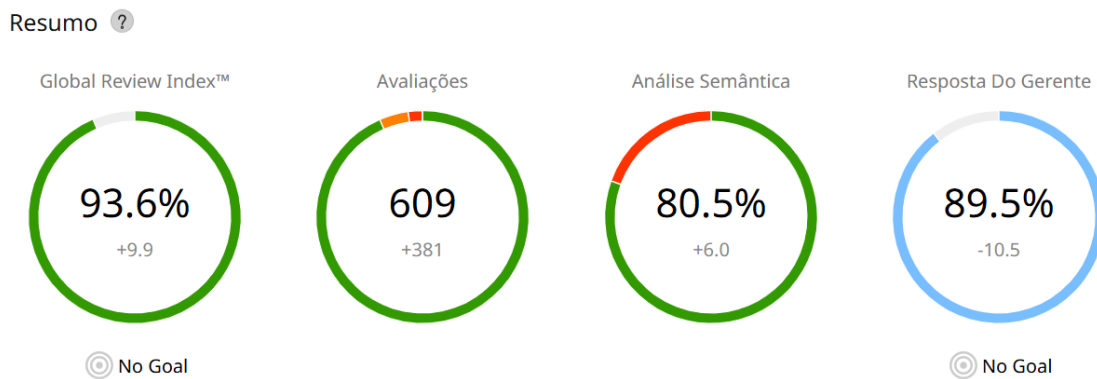 Resumo ?
Global Review Index™
93.6%
+9.9
No Goal
Avaliações
609
+381
Análise Semântica
80.5%
+6.0
Resposta Do Gerente
89.5%
-10.5
No Goal